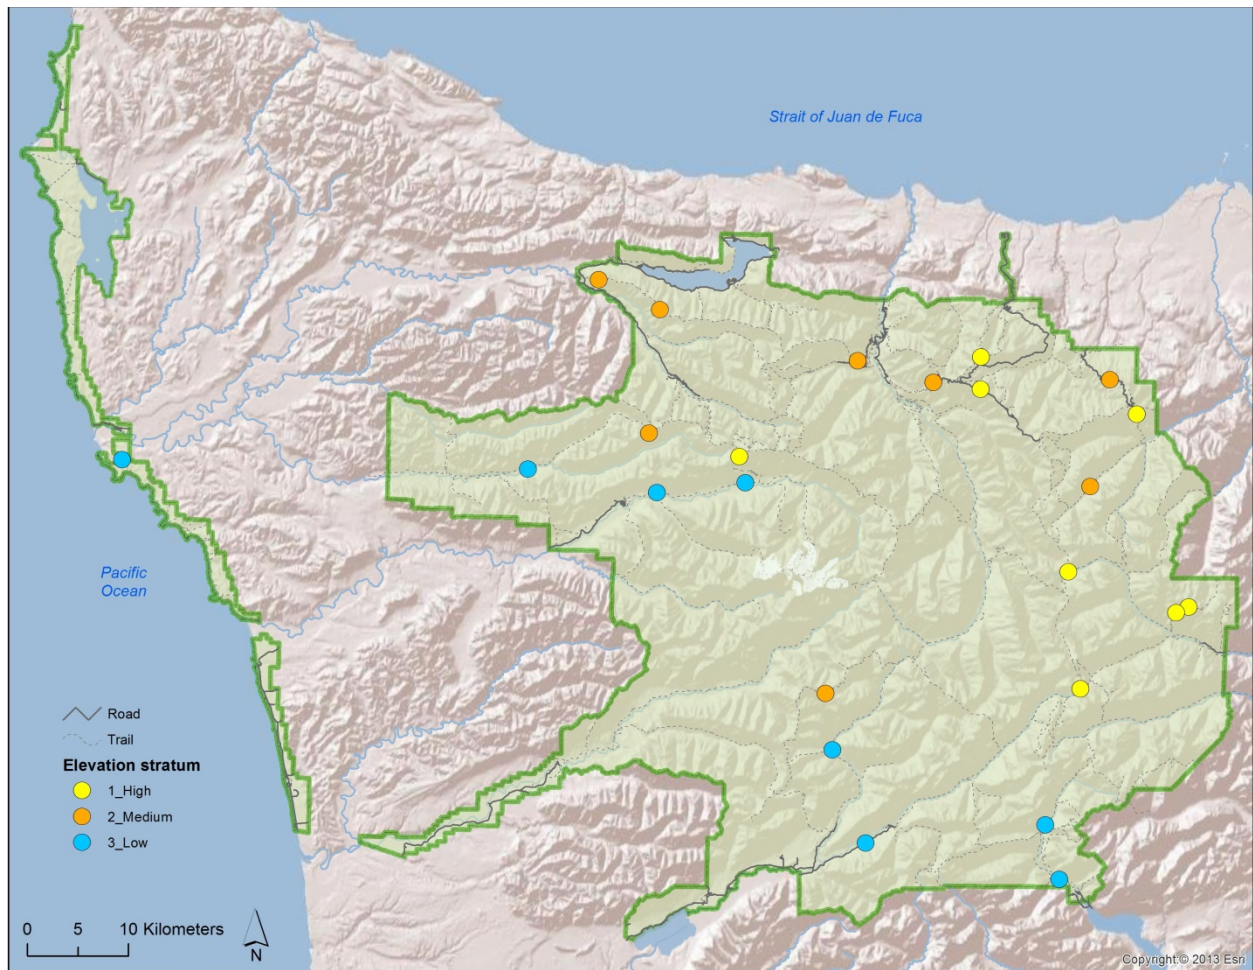 Strait of Juan de Fuca
Pacific
Ocean
Road
Trail
Elevation stratum
1_High
2_Medium
3_Low
0 5 10 Kilometers
N
Copyright:© 2013 Esri